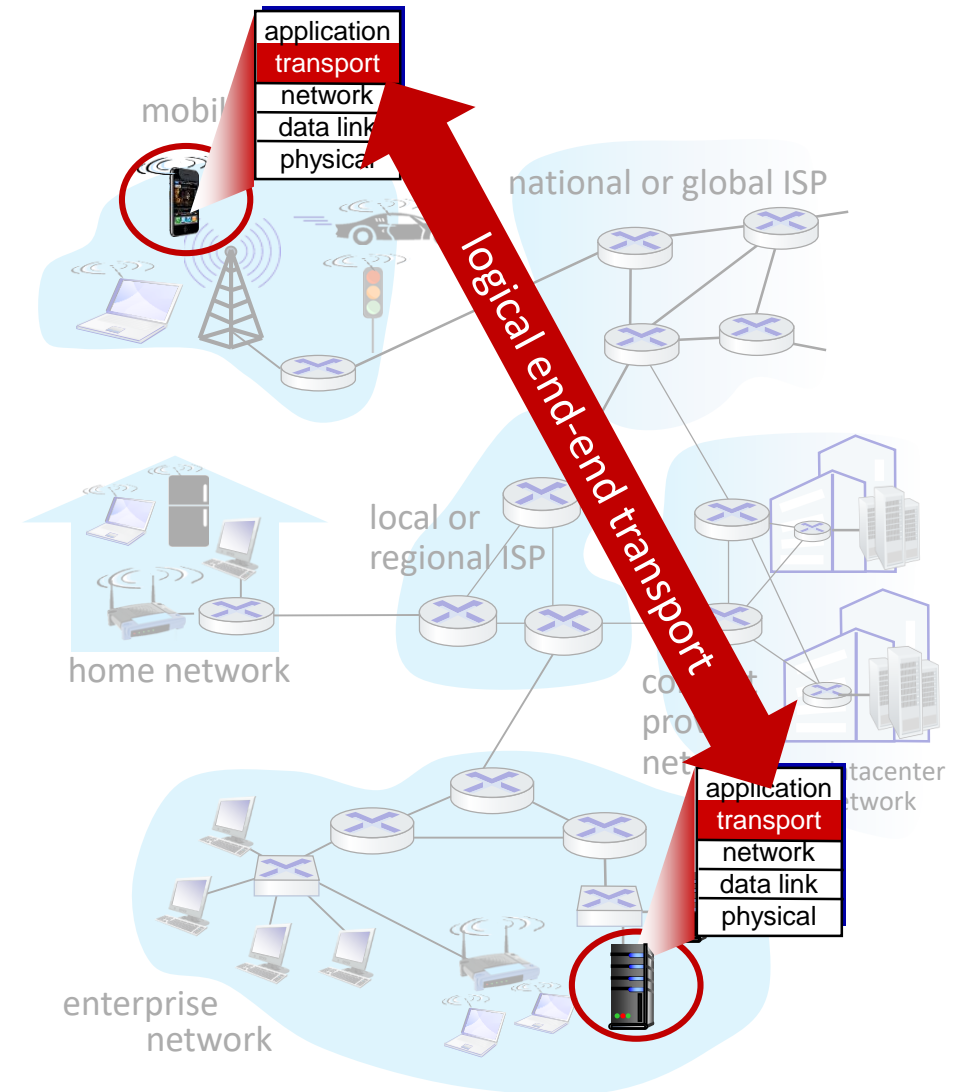 application
transport
network
data link
physical
national or global ISP
logical end-end transport
local or
regional ISP
home network
application
transport
network
data link
physical
network
enterprise
network